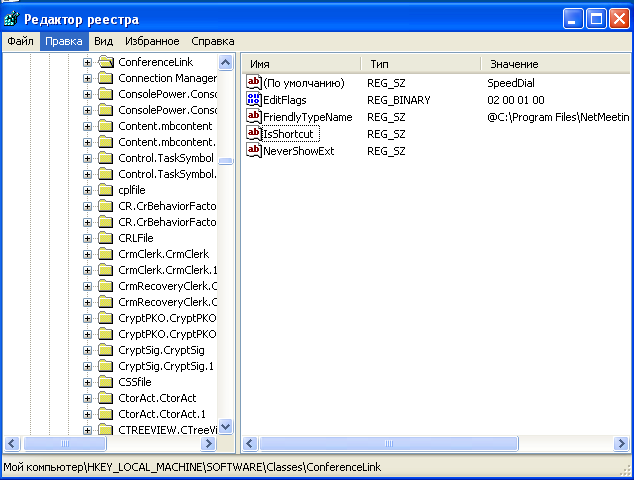 Редактор реестра
Файл Правка Вид Избранное Справка
ConferenceLink
Connection Manager
ConsolePower.Conso
ConsolePower.Conso
Content.mbcontent
Content.mbcontent.
Control.TaskSymbol
Control.TaskSymbol.
cplfile
CR.CrBehaviorFacto
CR.CrBehaviorFacto
CRLFile
CrmClerk.CrmClerk
CrmClerk.CrmClerk.1
CrmRecoveryClerk.C
CrmRecoveryClerk.C
CryptPKO.CryptPKO
CryptPKO.CryptPKO
CryptSig.CryptSig
CryptSig.CryptSig.1
CSSfile
CtorAct.CtorAct
CtorAct.CtorAct.1
CTREEVIEW.CTreeVi
Имя Тип Значение
(По умолчанию) REG_SZ SpeedDial
EditFlags REG_BINARY 02 00 01 00
FriendlyTypeName REG_SZ @C:\Program Files\NetMeetin
IsShortcut REG_SZ
NeverShowExt REG_SZ
Мой компьютер\HKEY_LOCAL_MACHINE\SOFTWARE\Classes\ConferenceLink